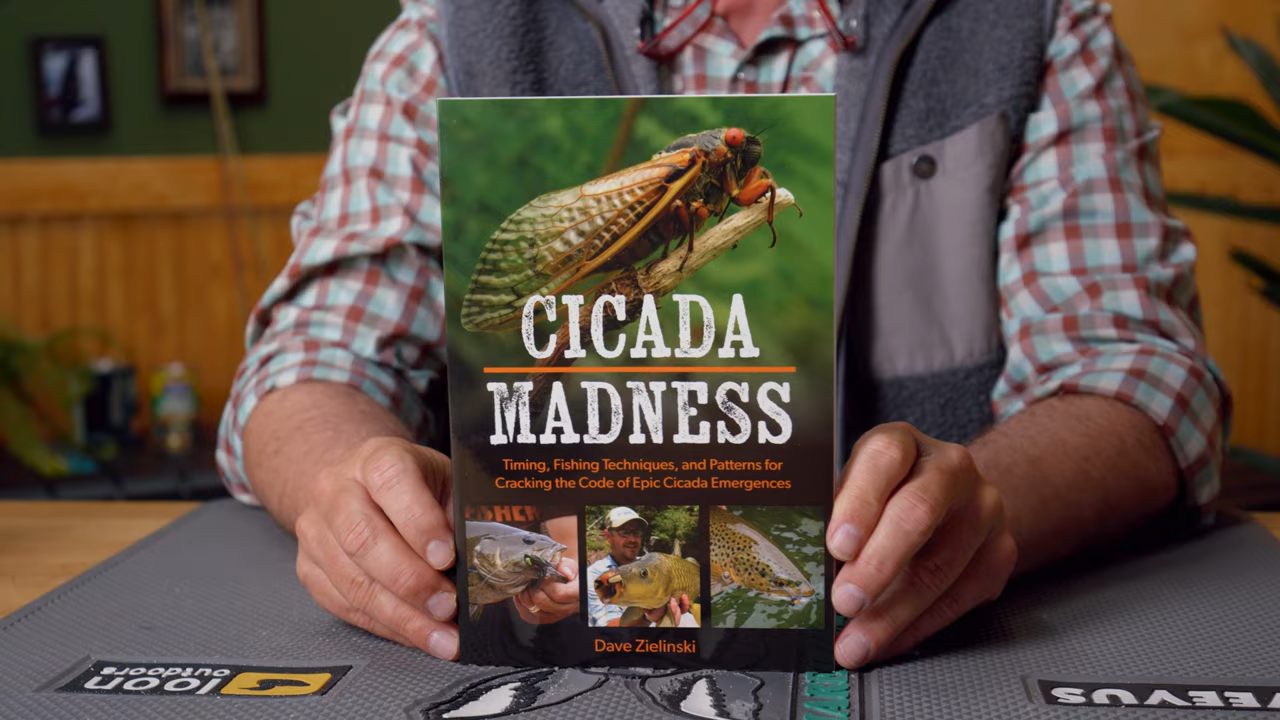 CICADA
MADNESS
Timing, Fishing Techniques, and Patterns for
Cracking the Code of Epic Cicada Emergences
FISHER
Dave Zielinski
loon
outdoors